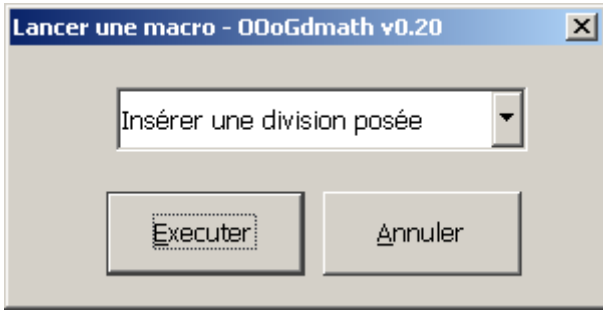 Lancer une macro - OOoGdmath v0.20
Insérer une division posée
Executer
Annuler